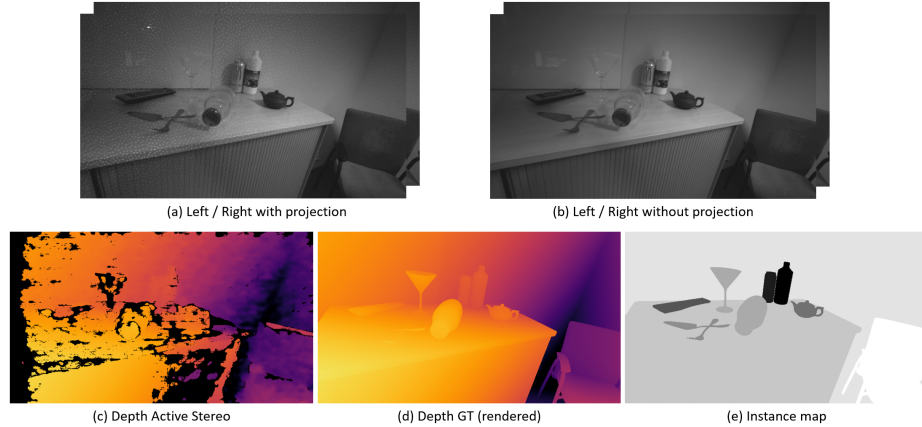 (a) Left / Right with projection
(b) Left / Right without projection
(c) Depth Active Stereo
(d) Depth GT (rendered)
(e) Instance map